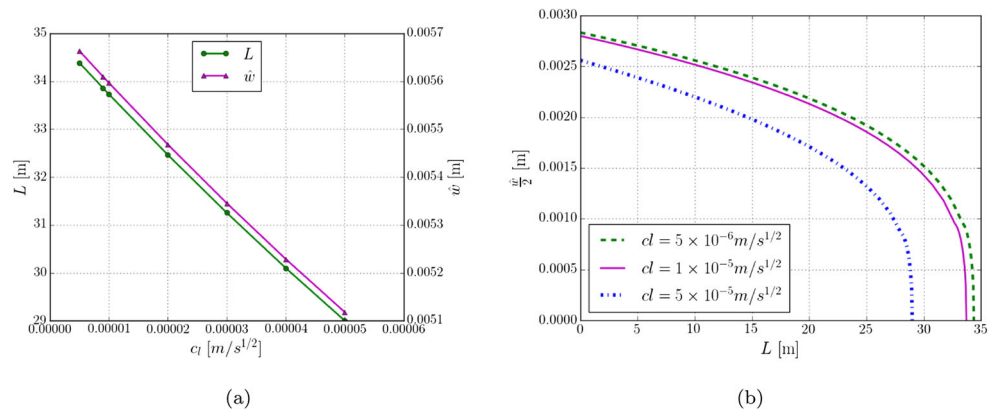 35
34
33
32
31
30
29
L [m]
0.0057
0.0056
0.0055
0.0054
0.0053
0.0052
0.0051
ŵ [m]
L
ŵ
0.00000 0.00001 0.00002 0.00003 0.00004 0.00005 0.00006
c_l [m/s^{1/2}]
(a)
0.0030
0.0025
0.0020
0.0015
0.0010
0.0005
0.0000
ŵ/2 [m]
cl = 5 × 10^{-6} m/s^{1/2}
cl = 1 × 10^{-5} m/s^{1/2}
cl = 5 × 10^{-5} m/s^{1/2}
0 5 10 15 20 25 30 35
L [m]
(b)